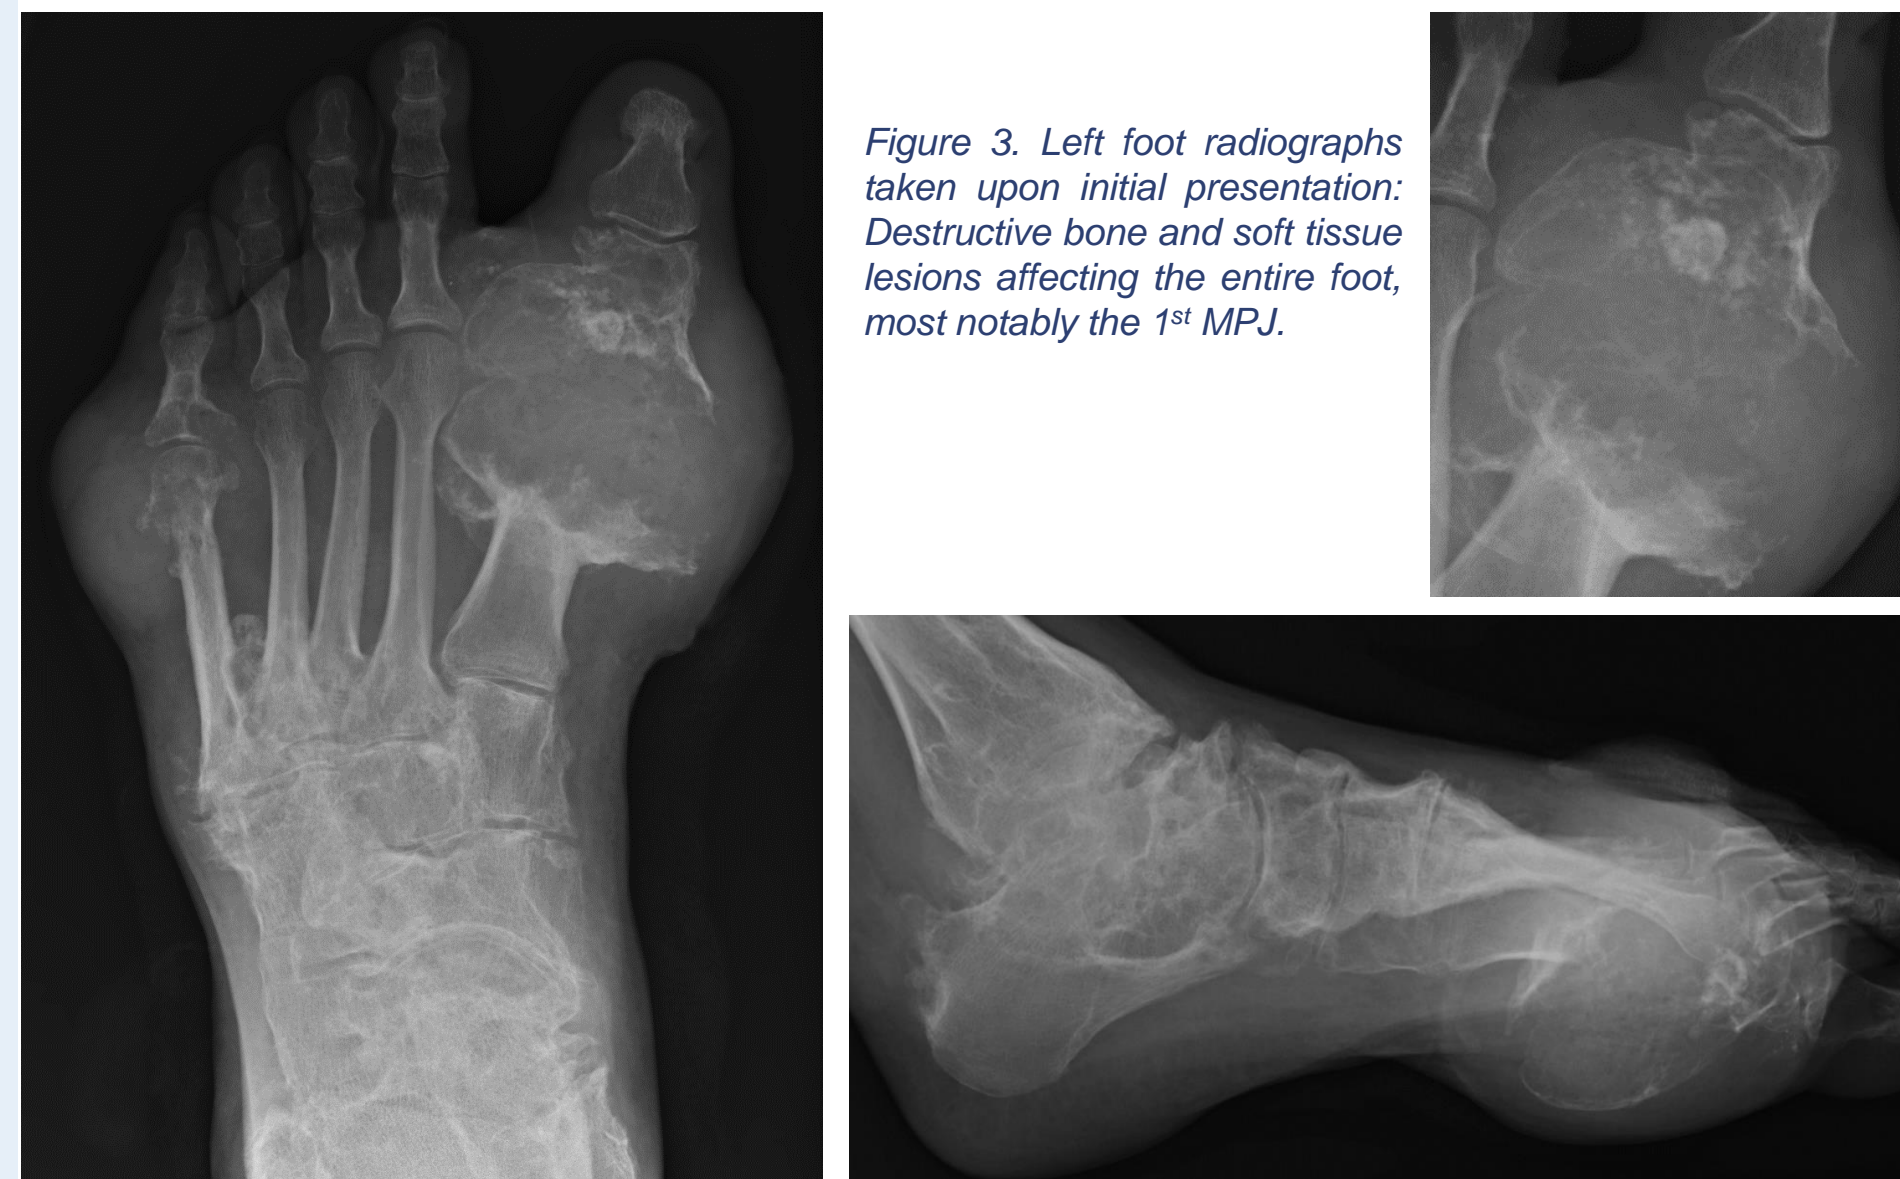 Figure 3. Left foot radiographs
taken upon initial presentation:
Destructive bone and soft tissue
lesions affecting the entire foot,
most notably the 1st MPJ.